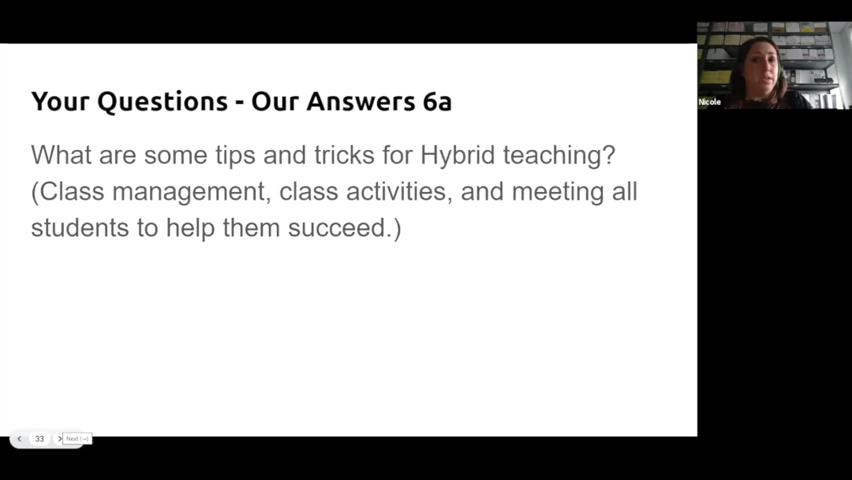 Your Questions - Our Answers 6a
What are some tips and tricks for Hybrid teaching?
(Class management, class activities, and meeting all
students to help them succeed.)
Nicole
33
Next (→)